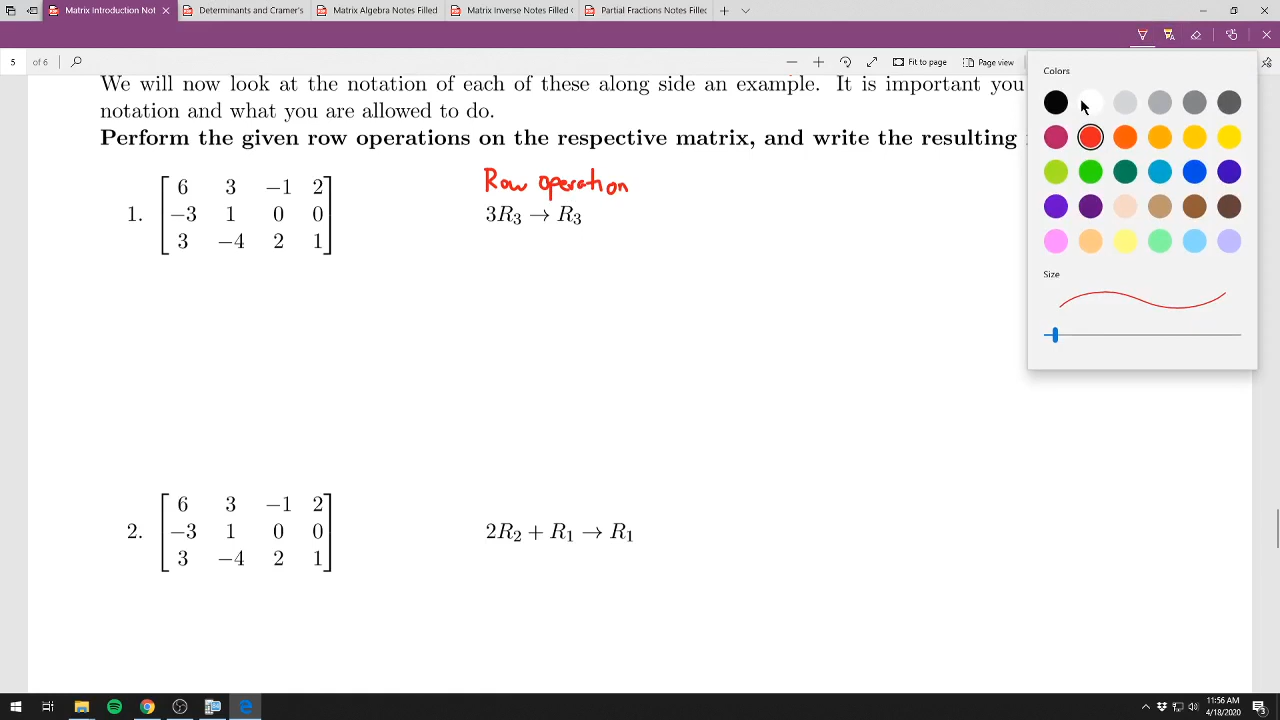 Matrix Introduction Not
Determinants and Cramer's
Matrix Algebra Notes Filled
Matrix Inverse Notes Filled
Partial Fractions Notes Filled
5 of 6
Fit to page
Page view
We will now look at the notation of each of these along side an example. It is important you
notation and what you are allowed to do.
Perform the given row operations on the respective matrix, and write the resulting
Row operation
6 3 −1 2
1. −3 1 0 0 3R₃ → R₃
3 −4 2 1
6 3 −1 2
2. −3 1 0 0 2R₂ + R₁ → R₁
3 −4 2 1
Colors
Size
11:56 AM
4/18/2020